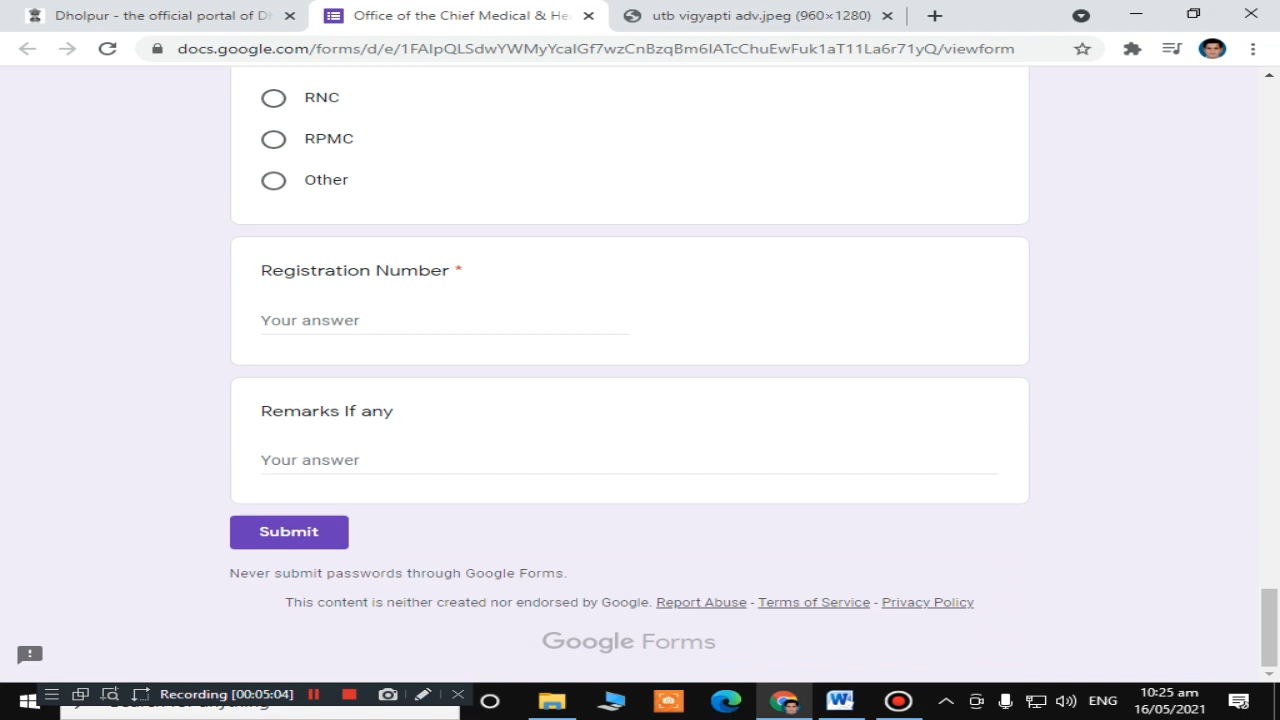 Dholpur - the official portal of Dh
Office of the Chief Medical & He
utb vigyapti adv.jpeg (960×1280)
docs.google.com/forms/d/e/1FAIpQLSdwYWMyYcaIGf7wzCnBzqBm6IATcChuEwFuk1aT11La6r71yQ/viewform
RNC
RPMC
Other
Registration Number *
Your answer
Remarks If any
Your answer
Submit
Never submit passwords through Google Forms.
This content is neither created nor endorsed by Google. Report Abuse - Terms of Service - Privacy Policy
Google Forms
Recording [00:05:04]
ENG
10:25 am
16/05/2021